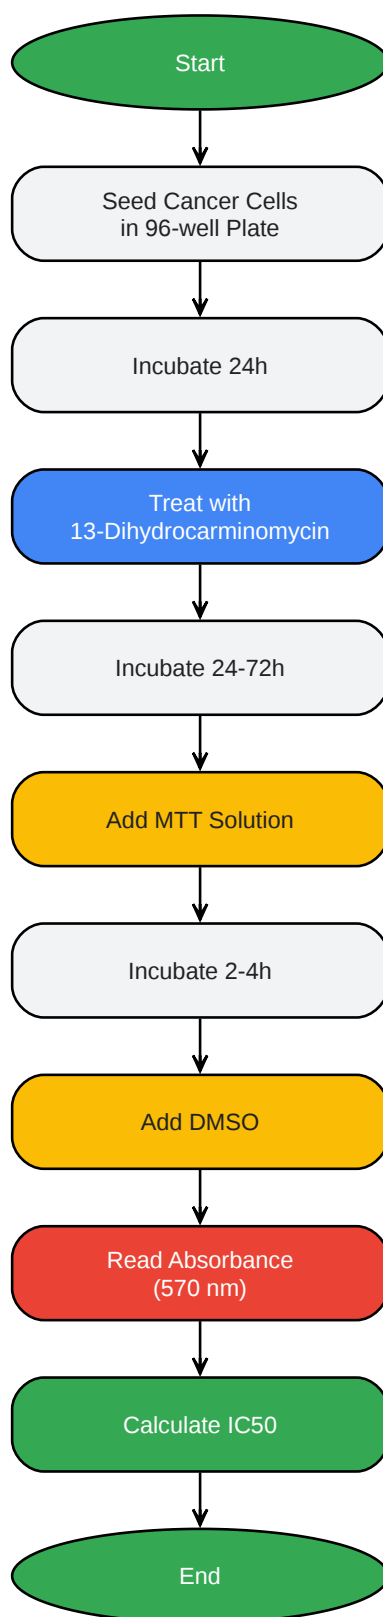 Start
Seed Cancer Cells
in 96-well Plate
Incubate 24h
Treat with
13-Dihydrocarminomycin
Incubate 24-72h
Add MTT Solution
Incubate 2-4h
Add DMSO
Read Absorbance
(570 nm)
Calculate IC50
End